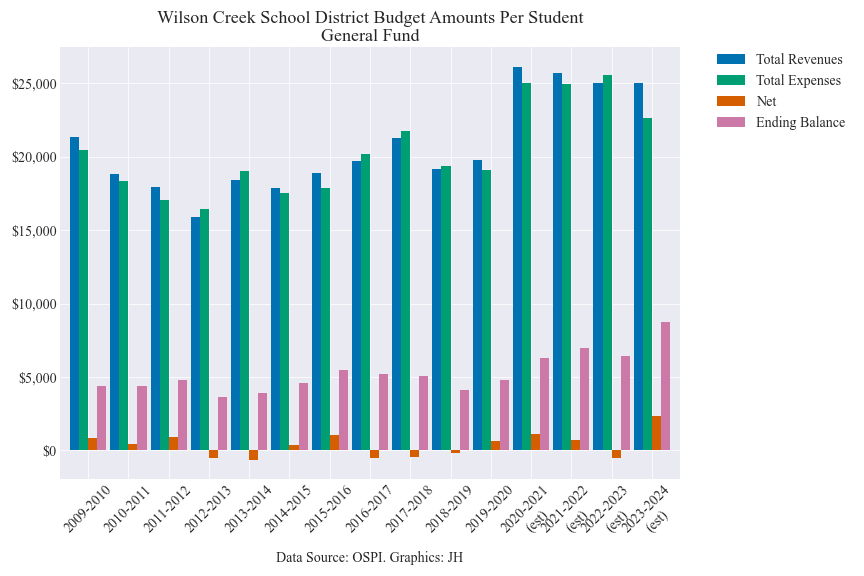 Wilson Creek School District Budget Amounts Per Student
General Fund
Total Revenues
Total Expenses
Net
Ending Balance
$25,000
$20,000
$15,000
$10,000
$5,000
$0
2009-2010
2010-2011
2011-2012
2012-2013
2013-2014
2014-2015
2015-2016
2016-2017
2017-2018
2018-2019
2019-2020
2020-2021
(est)
2021-2022
(est)
2022-2023
(est)
2023-2024
(est)
Data Source: OSPI. Graphics: JH